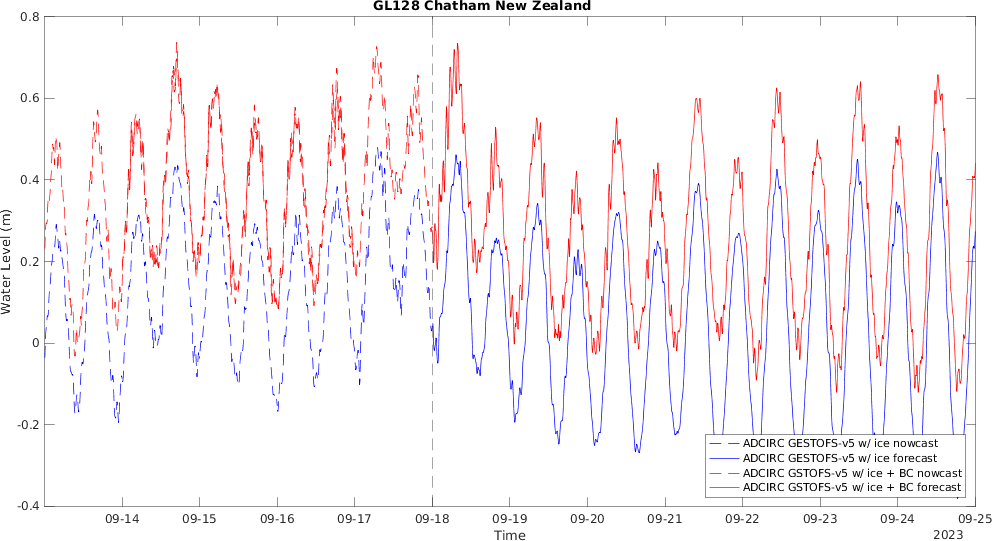 GL128 Chatham New Zealand
Water Level (m)
0.8
0.6
0.4
0.2
0
-0.2
-0.4
ADCIRC GESTOFS-v5 w/ ice nowcast
ADCIRC GESTOFS-v5 w/ ice forecast
ADCIRC GSTOFS-v5 w/ ice + BC nowcast
ADCIRC GSTOFS-v5 w/ ice + BC forecast
09-14 09-15 09-16 09-17 09-18 09-19 09-20 09-21 09-22 09-23 09-24 09-25
Time
2023